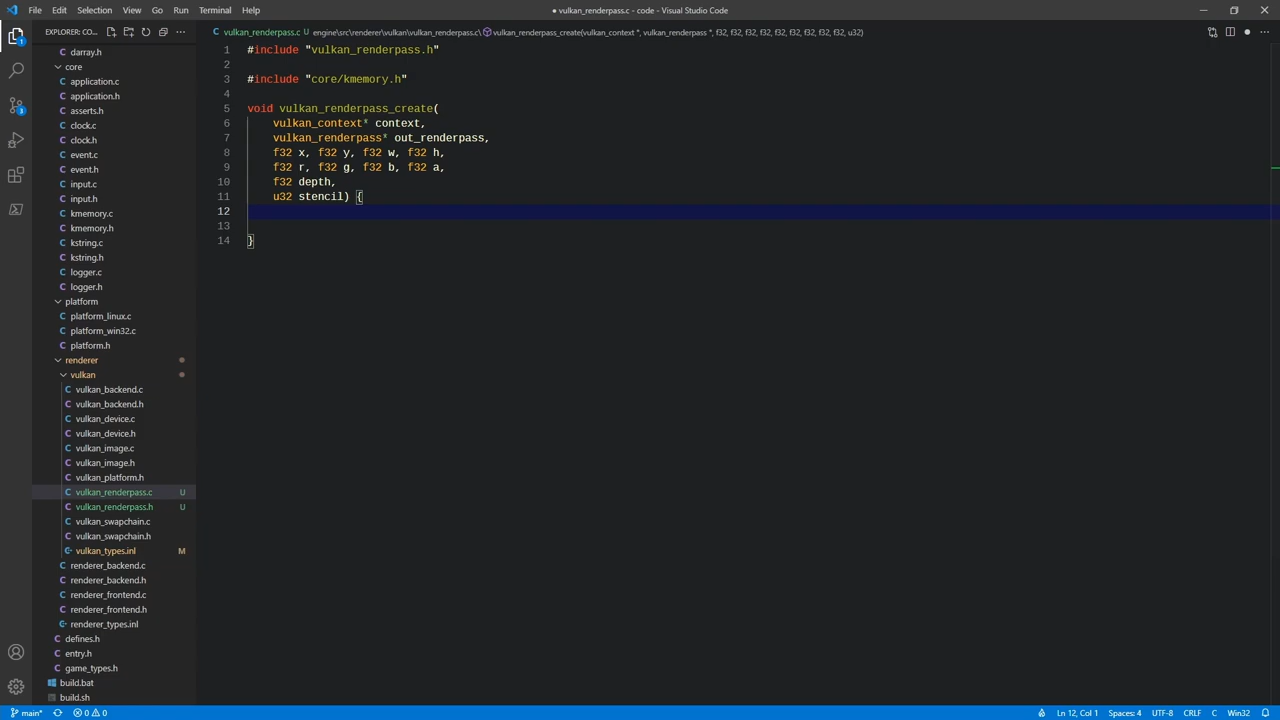 File Edit Selection View Go Run Terminal Help
● vulkan_renderpass.c - code - Visual Studio Code
EXPLORER: CO...
darray.h
core
application.c
application.h
asserts.h
clock.c
clock.h
event.c
event.h
input.c
input.h
kmemory.c
kmemory.h
kstring.c
kstring.h
logger.c
logger.h
platform
platform_linux.c
platform_win32.c
platform.h
renderer
vulkan
vulkan_backend.c
vulkan_backend.h
vulkan_device.c
vulkan_device.h
vulkan_image.c
vulkan_image.h
vulkan_platform.h
vulkan_renderpass.c U
vulkan_renderpass.h U
vulkan_swapchain.c
vulkan_swapchain.h
vulkan_types.inl M
renderer_backend.c
renderer_backend.h
renderer_frontend.c
renderer_frontend.h
renderer_types.inl
defines.h
entry.h
game_types.h
build.bat
build.sh
vulkan_renderpass.c U engine\src\renderer\vulkan\vulkan_renderpass.c\ vulkan_renderpass_create(vulkan_context *, vulkan_renderpass *, f32, f32, f32, f32, f32, f32, f32, f32, f32, u32)
1 #include "vulkan_renderpass.h"
2
3 #include "core/kmemory.h"
4
5 void vulkan_renderpass_create(
6 vulkan_context* context,
7 vulkan_renderpass* out_renderpass,
8 f32 x, f32 y, f32 w, f32 h,
9 f32 r, f32 g, f32 b, f32 a,
10 f32 depth,
11 u32 stencil) {
12
13
14 }
1
3
main* 0 0 Ln 12, Col 1 Spaces: 4 UTF-8 CRLF C Win32